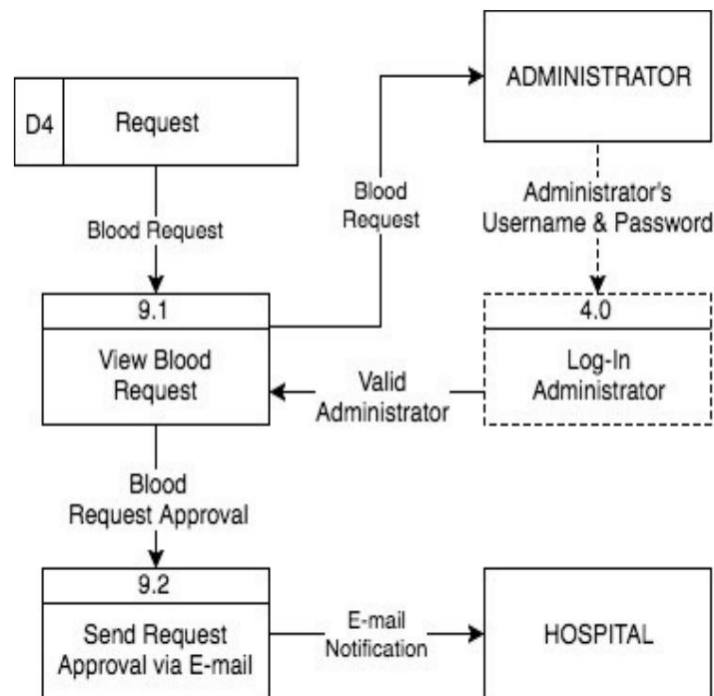 ADMINISTRATOR
D4
Request
Blood
Request
Administrator's
Username & Password
Blood Request
9.1
View Blood
Request
4.0
Log-In
Administrator
Valid
Administrator
Blood
Request Approval
9.2
Send Request
Approval via E-mail
E-mail
Notification
HOSPITAL